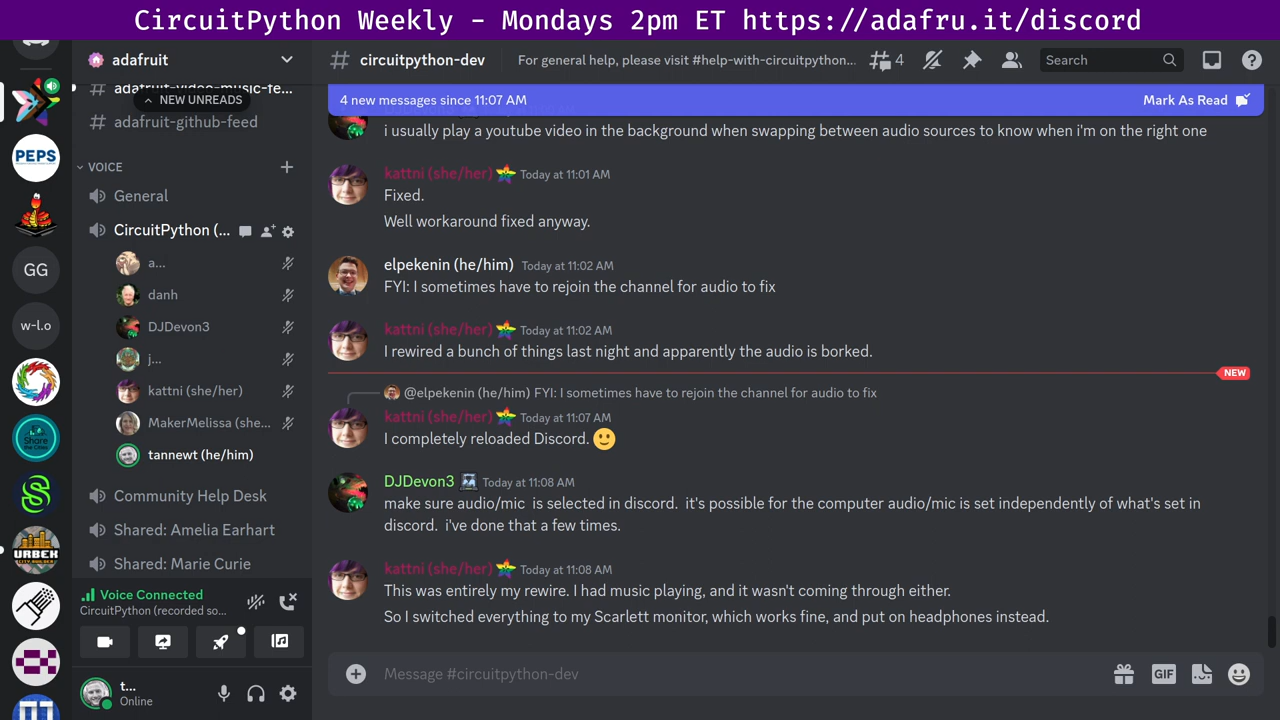 CircuitPython Weekly - Mondays 2pm ET https://adafru.it/discord
adafruit
# circuitpython-dev
For general help, please visit #help-with-circuitpython...
4
Search
adafruit-video-music-fe...
NEW UNREADS
adafruit-github-feed
VOICE
General
CircuitPython (...
a...
danh
DJDevon3
j...
kattni (she/her)
MakerMelissa (she...
tannewt (he/him)
Community Help Desk
Shared: Amelia Earhart
Shared: Marie Curie
Voice Connected
CircuitPython (recorded so...
t...
Online
PEPS
GG
w-l.o
Share
the Cities
URBEX
CITY BUILDER
4 new messages since 11:07 AM
Mark As Read
i usually play a youtube video in the background when swapping between audio sources to know when i'm on the right one
kattni (she/her) Today at 11:01 AM
Fixed.
Well workaround fixed anyway.
elpekenin (he/him) Today at 11:02 AM
FYI: I sometimes have to rejoin the channel for audio to fix
kattni (she/her) Today at 11:02 AM
I rewired a bunch of things last night and apparently the audio is borked.
NEW
@elpekenin (he/him) FYI: I sometimes have to rejoin the channel for audio to fix
kattni (she/her) Today at 11:07 AM
I completely reloaded Discord. 🙂
DJDevon3 Today at 11:08 AM
make sure audio/mic  is selected in discord.  it's possible for the computer audio/mic is set independently of what's set in
discord.  i've done that a few times.
kattni (she/her) Today at 11:08 AM
This was entirely my rewire. I had music playing, and it wasn't coming through either.
So I switched everything to my Scarlett monitor, which works fine, and put on headphones instead.
Message #circuitpython-dev
GIF